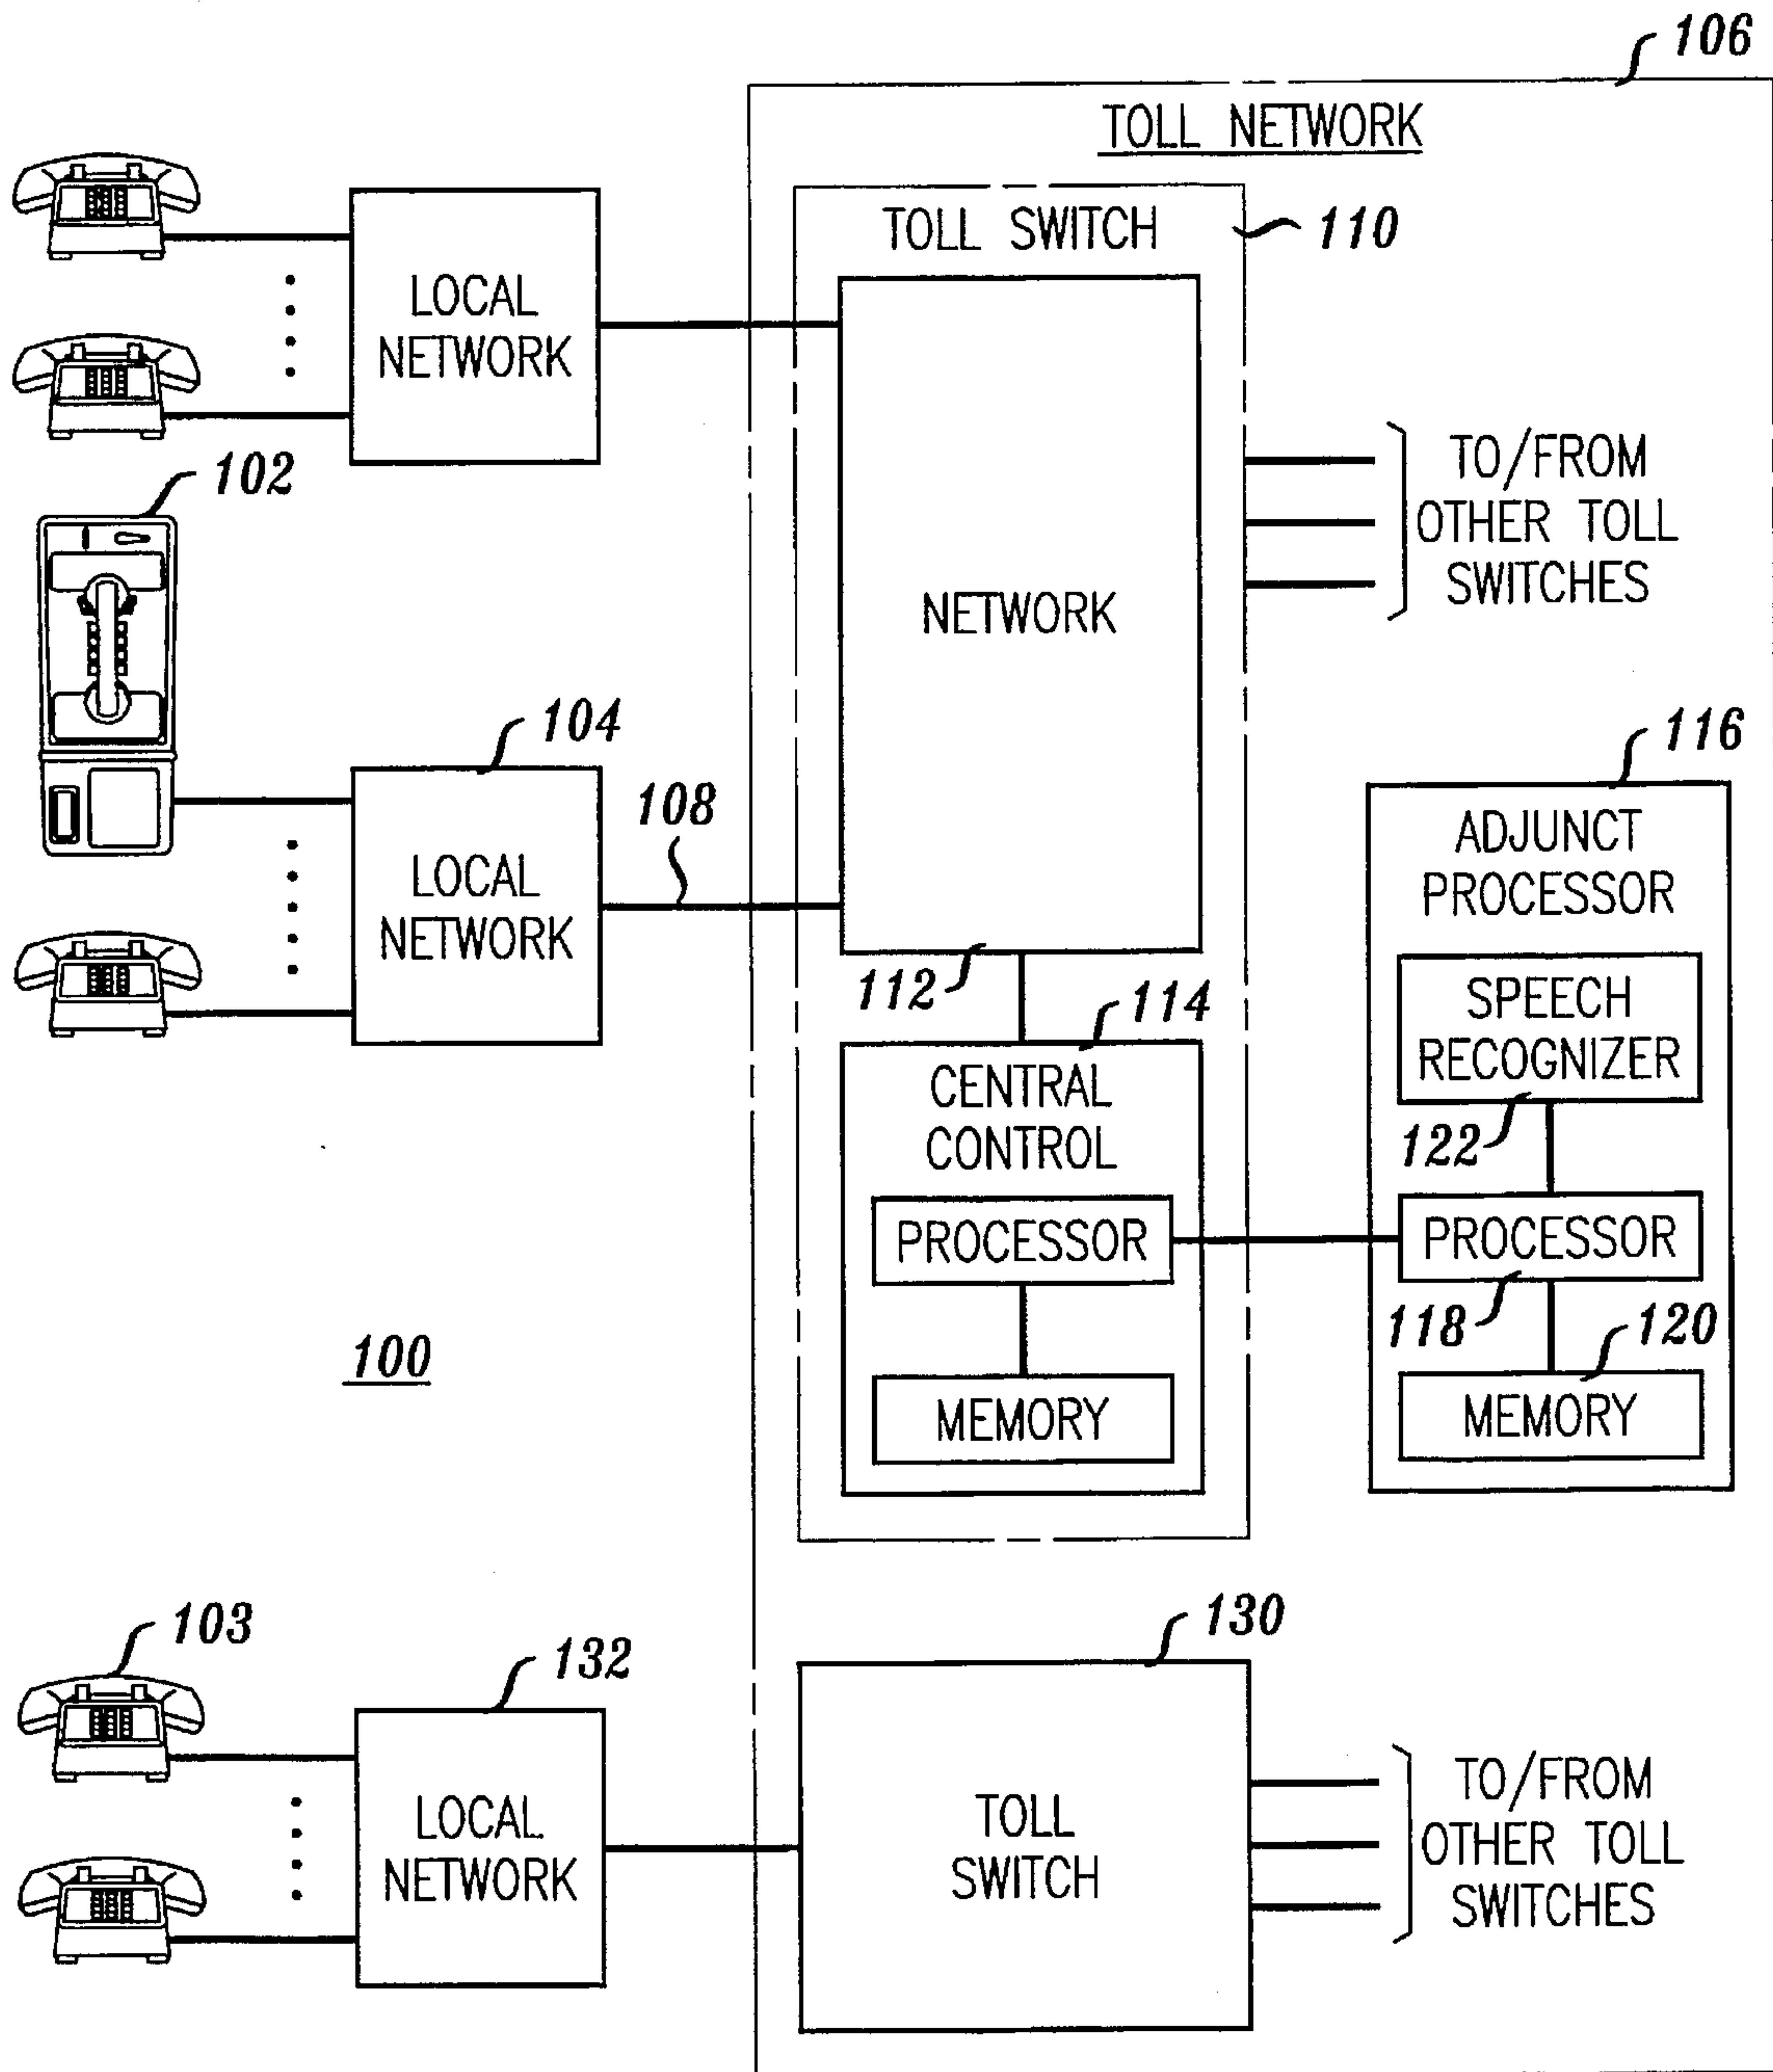 106
TOLL NETWORK
TOLL SWITCH
110
LOCAL
NETWORK
102
NETWORK
TO/FROM
OTHER TOLL
SWITCHES
104
LOCAL
NETWORK
108
112
114
CENTRAL
CONTROL
PROCESSOR
MEMORY
116
ADJUNCT
PROCESSOR
SPEECH
RECOGNIZER
122
PROCESSOR
118
120
MEMORY
100
103
132
LOCAL
NETWORK
130
TOLL
SWITCH
TO/FROM
OTHER TOLL
SWITCHES